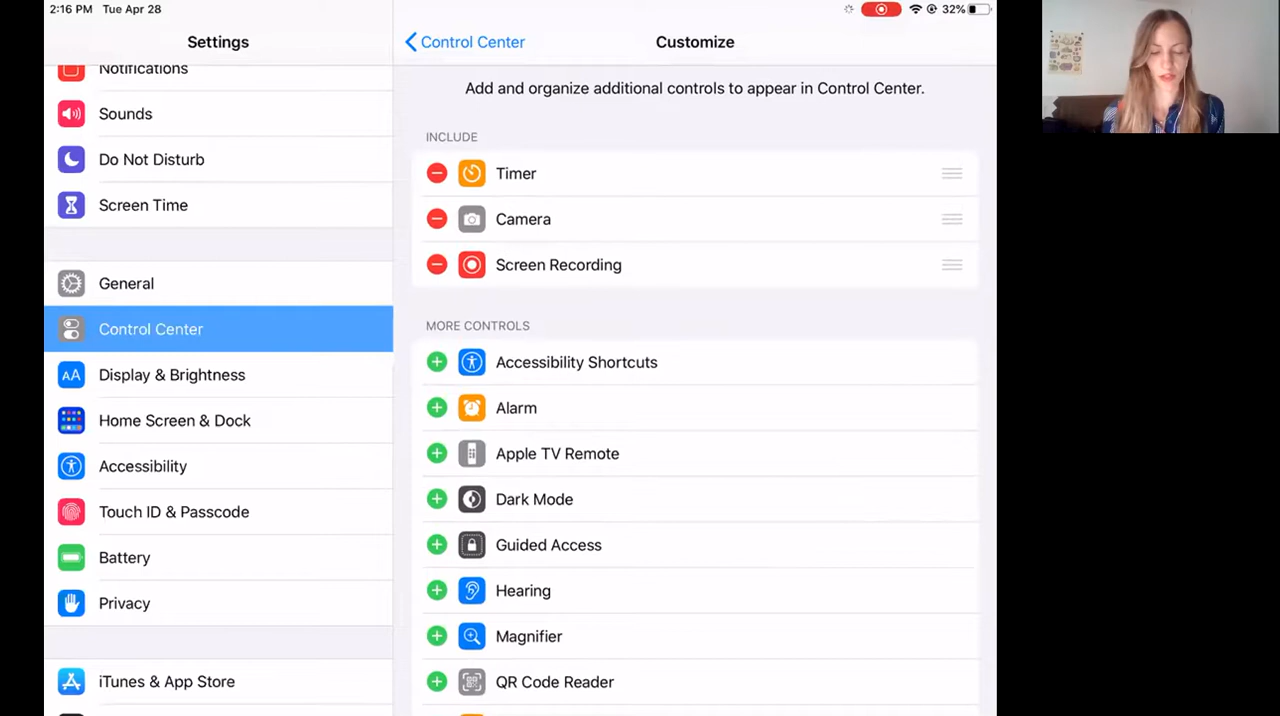 2:16 PM Tue Apr 28
32%
Settings
Control Center
Customize
Notifications
Sounds
Do Not Disturb
Screen Time
General
Control Center
Display & Brightness
AA
Home Screen & Dock
Accessibility
Touch ID & Passcode
Battery
Privacy
iTunes & App Store
Add and organize additional controls to appear in Control Center.
INCLUDE
Timer
Camera
Screen Recording
MORE CONTROLS
Accessibility Shortcuts
Alarm
Apple TV Remote
Dark Mode
Guided Access
Hearing
Magnifier
QR Code Reader